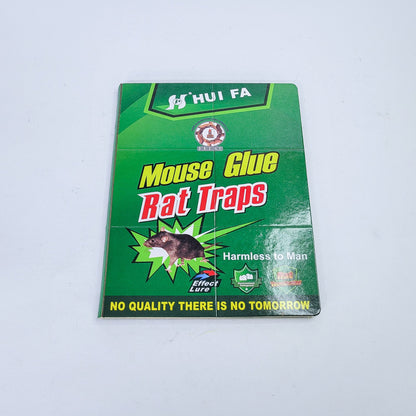 HUI FA
Mouse Glue
Rat Traps
Harmless to Man
Effect
Lure
NO QUALITY THERE IS NO TOMORROW